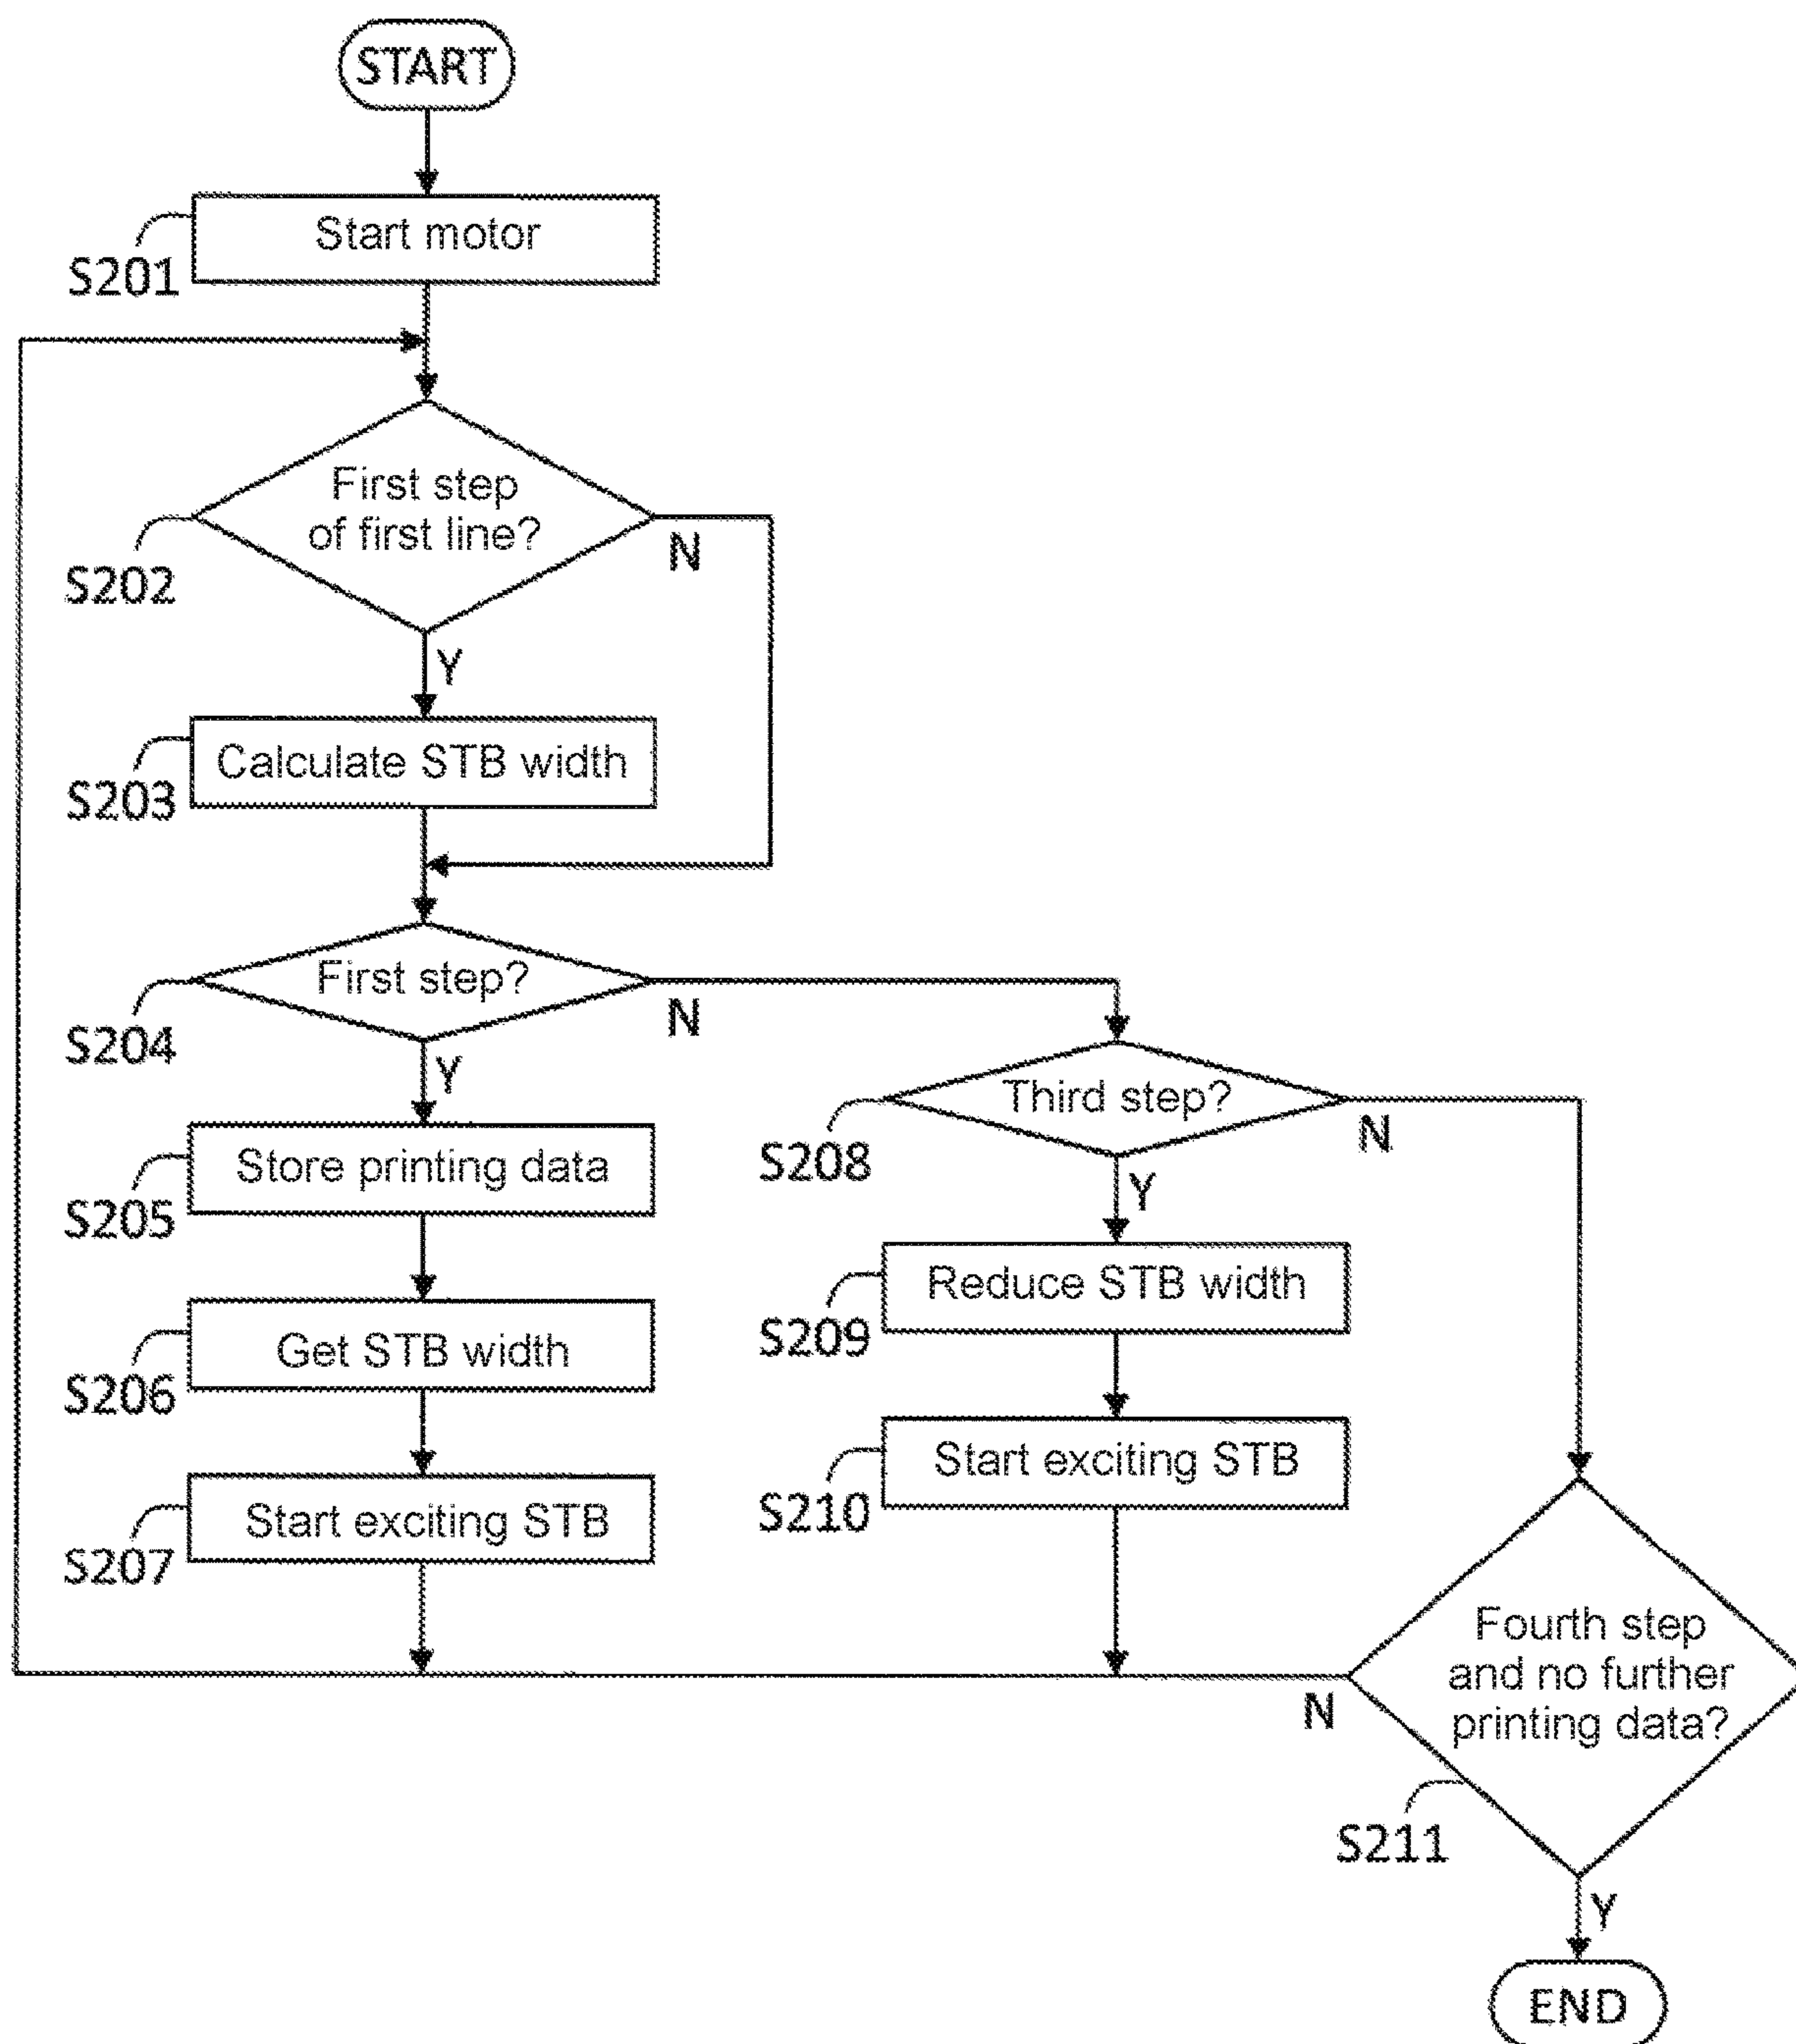 START
Start motor
S201
First step
of first line?
N
S202
Y
Calculate STB width
S203
First step?
N
S204
Y
Third step?
N
S208
Y
Store printing data
S205
Reduce STB width
S209
Get STB width
S206
Start exciting STB
S210
Start exciting STB
S207
Fourth step
and no further
printing data?
N
S211
Y
END